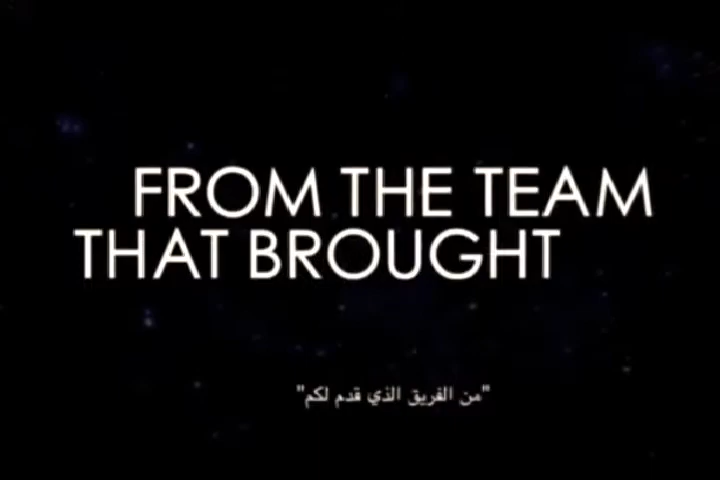 FROM THE TEAM
THAT BROUGHT
"من الفريق الذي قدم لكم"